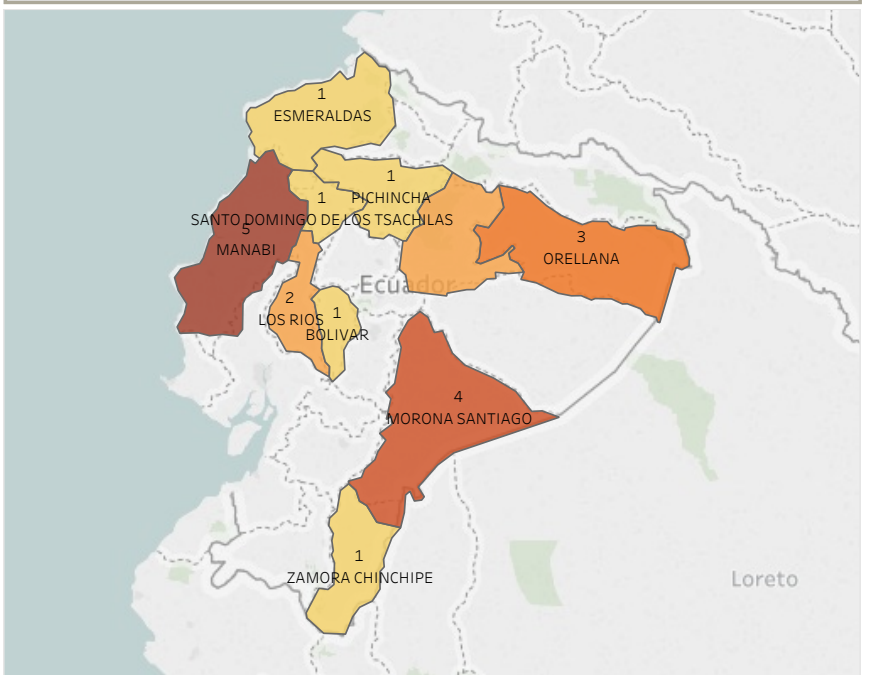 1
ESMERALDAS
1
PICHINCHA
1
SANTO DOMINGO DE LOS TSACHILAS
5
MANABI
3
ORELLANA
Ecuador
2
LOS RIOS
1
BOLIVAR
4
MORONA SANTIAGO
1
ZAMORA CHINCHIPE
Loreto